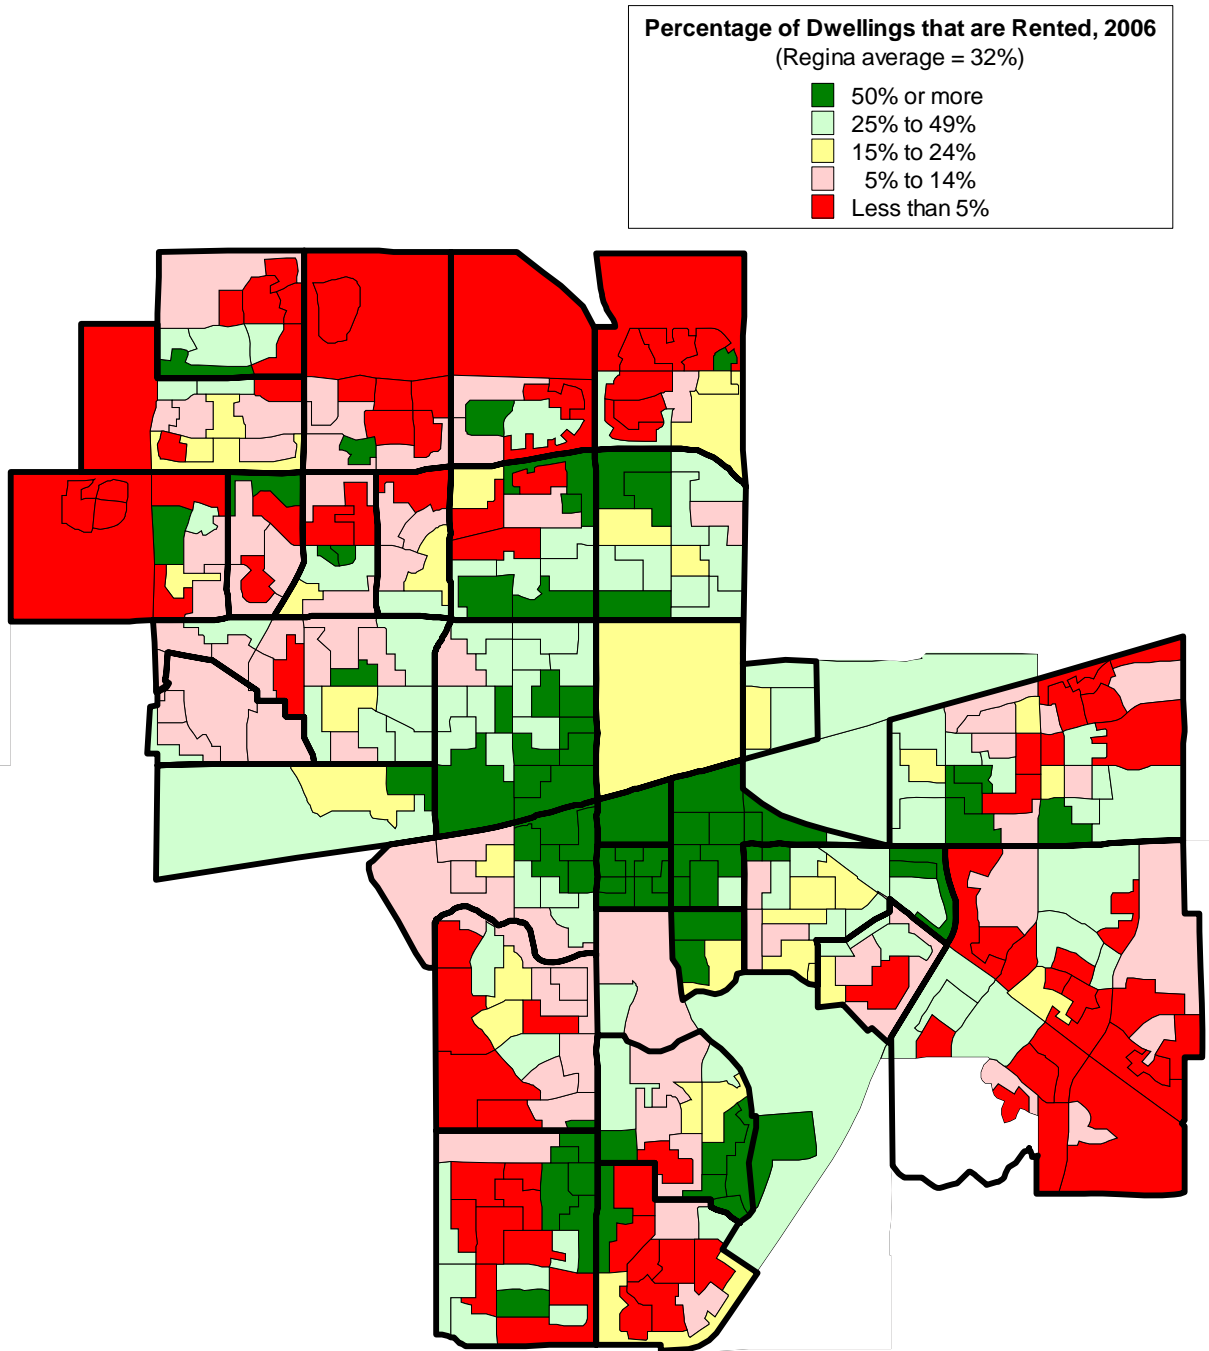 Percentage of Dwellings that are Rented, 2006
(Regina average = 32%)
50% or more
25% to 49%
15% to 24%
5% to 14%
Less than 5%